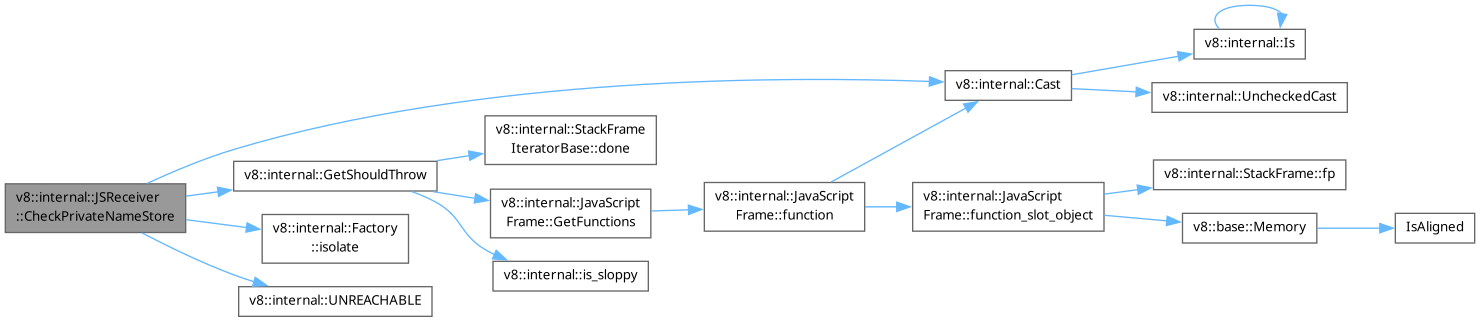 v8::internal::JSReceiver
::CheckPrivateNameStore
v8::internal::GetShouldThrow
v8::internal::Factory
::isolate
v8::internal::UNREACHABLE
v8::internal::StackFrame
IteratorBase::done
v8::internal::JavaScript
Frame::GetFunctions
v8::internal::is_sloppy
v8::internal::JavaScript
Frame::function
v8::internal::Cast
v8::internal::JavaScript
Frame::function_slot_object
v8::internal::Is
v8::internal::UncheckedCast
v8::internal::StackFrame::fp
v8::base::Memory
IsAligned